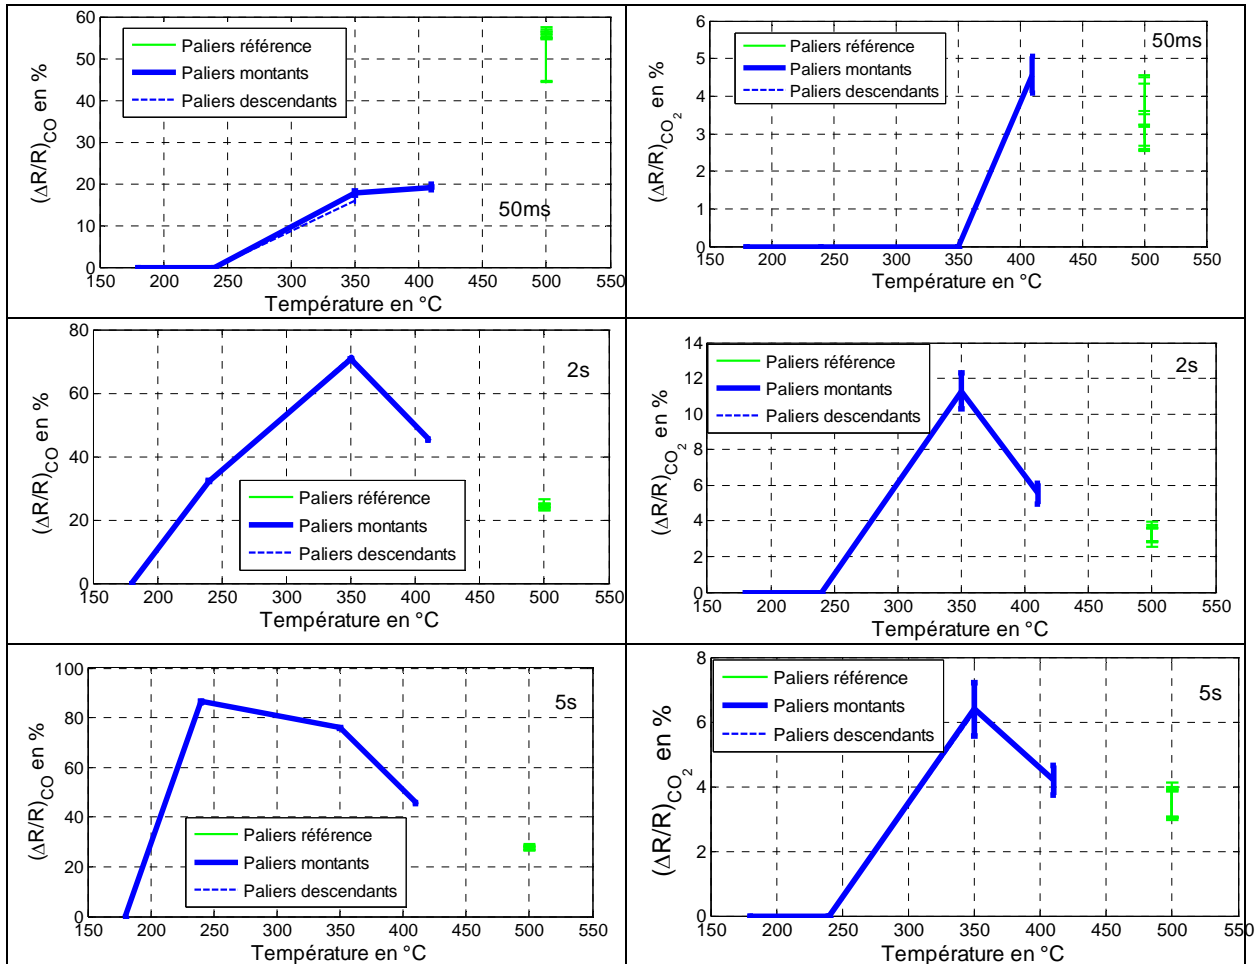 60
50
40
30
20
10
0
(ΔR/R)CO en %
Paliers référence
Paliers montants
Paliers descendants
50ms
150 200 250 300 350 400 450 500 550
Température en °C
6
5
4
3
2
1
0
(ΔR/R)CO2 en %
Paliers référence
Paliers montants
Paliers descendants
50ms
150 200 250 300 350 400 450 500 550
Température en °C
80
60
40
20
0
(ΔR/R)CO en %
2s
Paliers référence
Paliers montants
Paliers descendants
150 200 250 300 350 400 450 500 550
Température en °C
14
12
10
8
6
4
2
0
(ΔR/R)CO2 en %
Paliers référence
Paliers montants
Paliers descendants
2s
150 200 250 300 350 400 450 500 550
Température en °C
100
80
60
40
20
0
(ΔR/R)CO en %
5s
Paliers référence
Paliers montants
Paliers descendants
150 200 250 300 350 400 450 500 550
Température en °C
8
6
4
2
0
(ΔR/R)CO2 en %
Paliers référence
Paliers montants
Paliers descendants
5s
150 200 250 300 350 400 450 500 550
Température en °C